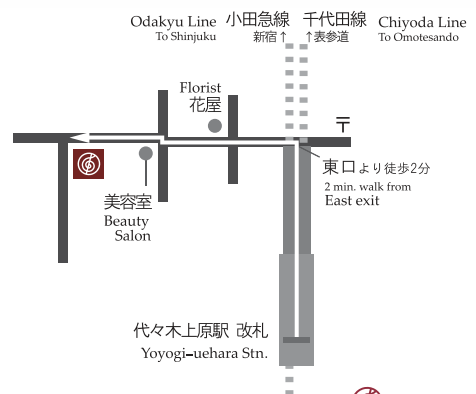 Odakyu Line 小田急線 千代田線 Chiyoda Line
To Shinjuku 新宿↑ ↑表参道 To Omotesando
Florist
花屋
〒
東口より徒歩2分
2 min. walk from
East exit
美容室
Beauty
Salon
代々木上原駅 改札
Yoyogi-uehara Stn.